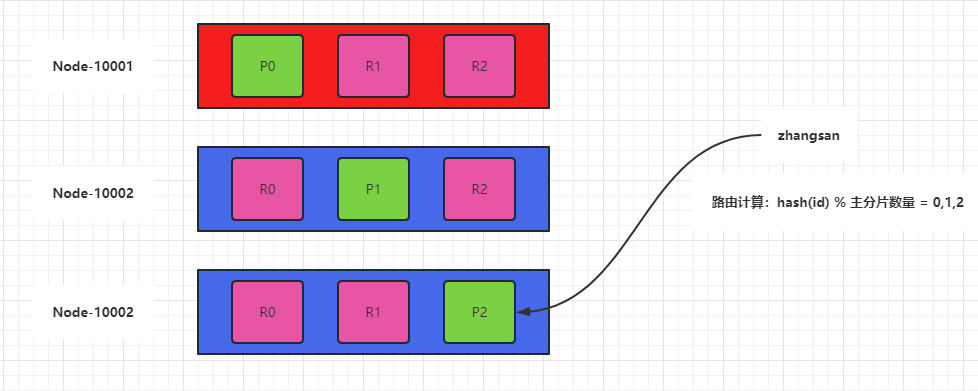 Node-10001
P0
R1
R2
zhangsan
Node-10002
R0
P1
R2
路由计算：hash(id) % 主分片数量 = 0,1,2
Node-10002
R0
R1
P2